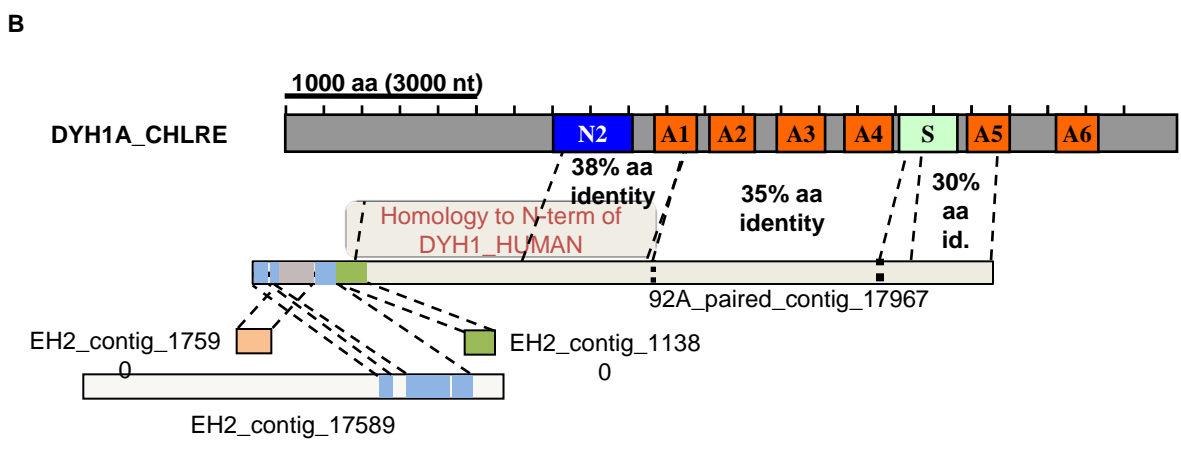 B
1000 aa (3000 nt)
DYH1A_CHLRE
N2 A1 A2 A3 A4 S A5 A6
38% aa
identity
35% aa
identity
30%
aa
id.
Homology to N-term of
DYH1_HUMAN
92A_paired_contig_17967
EH2_contig_1759
0
EH2_contig_1138
0
EH2_contig_17589